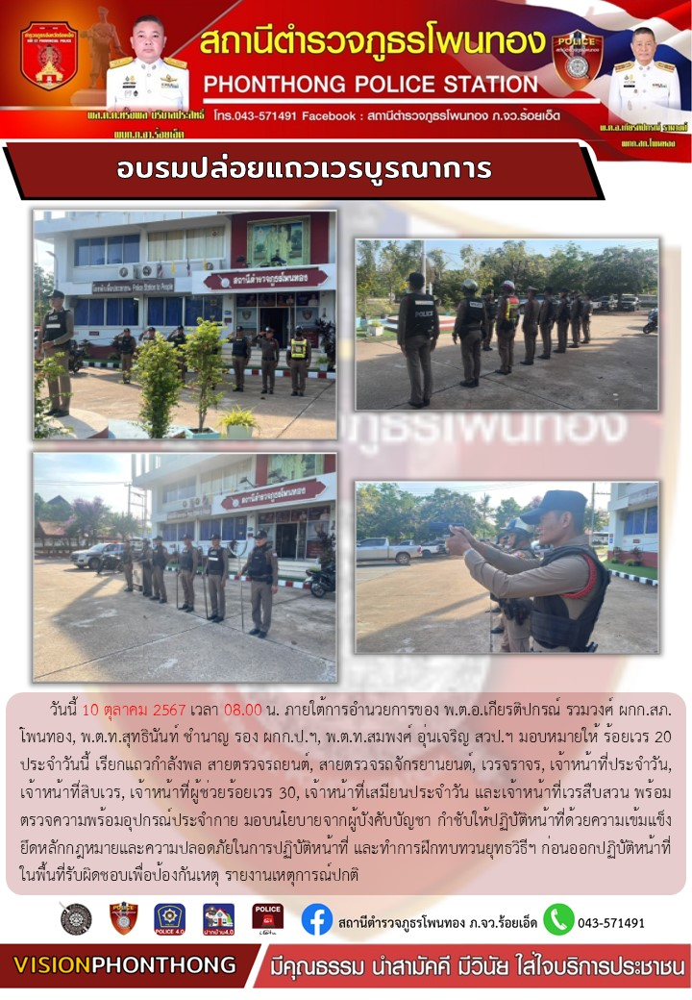 สถานีตำรวจภูธรโพนทอง
PHONTHONG POLICE STATION
โทร.043-571491 Facebook : สถานีตำรวจภูธรโพนทอง ภ.จว.ร้อยเอ็ด
ผบก.ภ.จว.ร้อยเอ็ด
ผกก.สภ.โพนทอง
POLICE
อบรมปล่อยแถวเวรบูรณาการ
สถานีตำรวจภูธรโพนทอง
Police Station to People
POLICE
สถานีตำรวจภูธรโพนทอง
วันนี้ 10 ตุลาคม 2567 เวลา 08.00 น. ภายใต้การอำนวยการของ พ.ต.อ.เกียรติปกรณ์ รวมวงศ์ ผกก.สภ.
โพนทอง, พ.ต.ท.สุทธินันท์ ชำนาญ รอง ผกก.ป.ฯ, พ.ต.ท.สมพงศ์ อุ่นเจริญ สวป.ฯ มอบหมายให้ ร้อยเวร 20
ประจำวันนี้ เรียกแถวกำลังพล สายตรวจรถยนต์, สายตรวจรถจักรยานยนต์, เวรจราจร, เจ้าหน้าที่ประจำวัน,
เจ้าหน้าที่สิบเวร, เจ้าหน้าที่ผู้ช่วยร้อยเวร 30, เจ้าหน้าที่เสมียนประจำวัน และเจ้าหน้าที่เวรสืบสวน พร้อม
ตรวจความพร้อมอุปกรณ์ประจำกาย มอบนโยบายจากผู้บังคับบัญชา กำชับให้ปฏิบัติหน้าที่ด้วยความเข้มแข็ง
ยึดหลักกฎหมายและความปลอดภัยในการปฏิบัติหน้าที่ และทำการฝึกทบทวนยุทธวิธีฯ ก่อนออกปฏิบัติหน้าที่
ในพื้นที่รับผิดชอบเพื่อป้องกันเหตุ รายงานเหตุการณ์ปกติ
POLICE 4.0
ฝากบ้าน4.0
POLICE
สถานีตำรวจภูธรโพนทอง ภ.จว.ร้อยเอ็ด
043-571491
VISIONPHONTHONG
มีคุณธรรม นำสามัคคี มีวินัย ใส่ใจบริการประชาชน